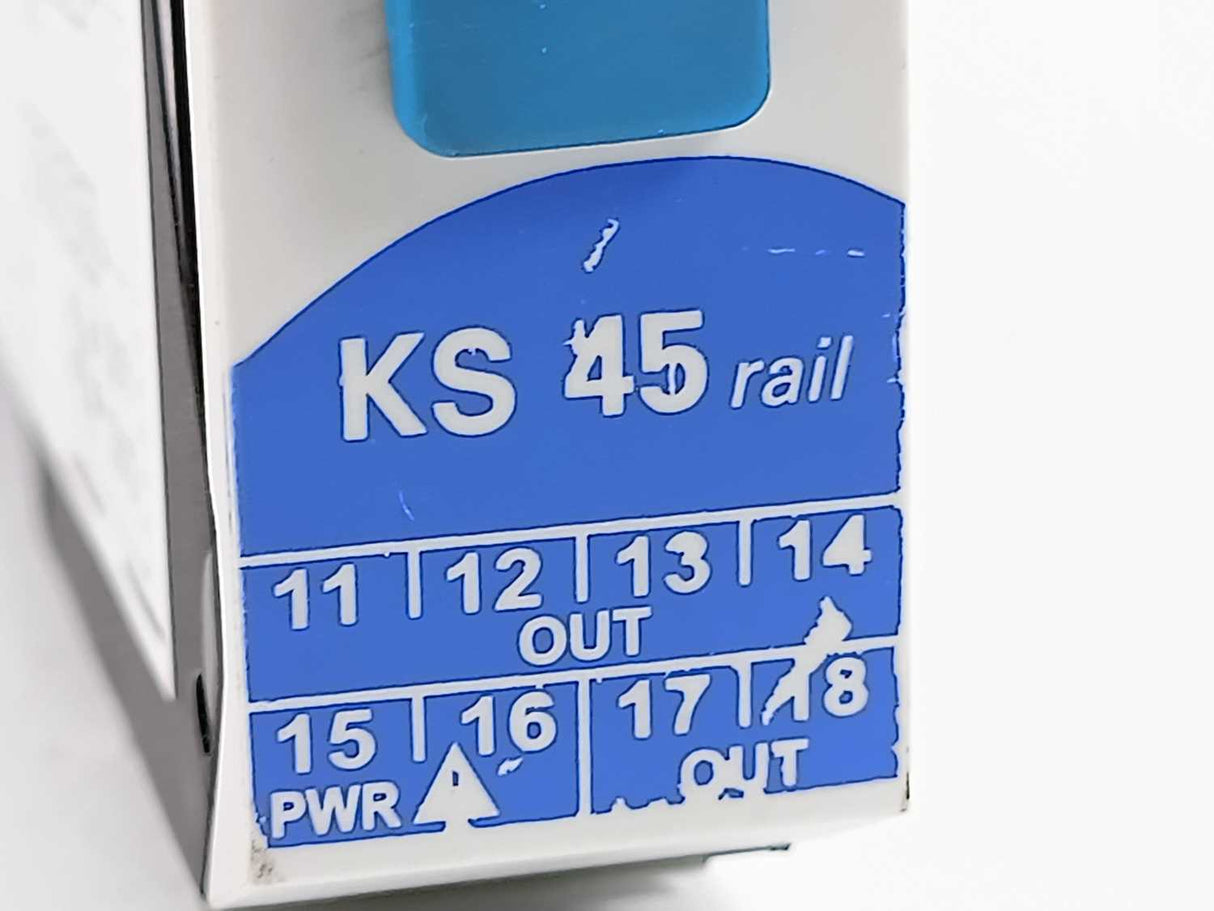 KS 45 rail
11 12 13 14
OUT
15 16 17 18
PWR OUT